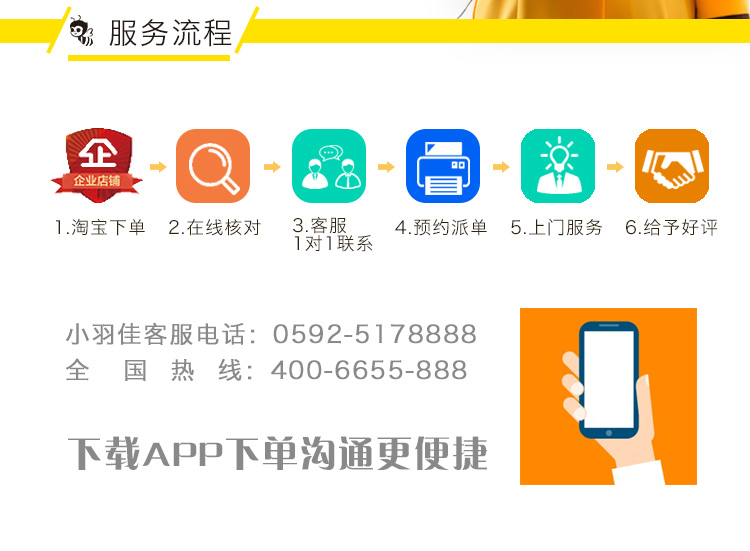 服务流程
企
企业店铺
1.淘宝下单
2.在线核对
3.客服
1对1联系
4.预约派单
5.上门服务
6.给予好评
小羽佳客服电话：0592-5178888
全国热线：400-6655-888
下载APP下单沟通更便捷